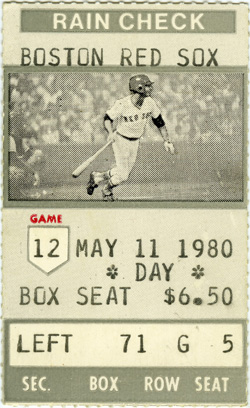 RAIN CHECK
BOSTON RED SOX
RED SOX
GAME
12 MAY 11 1980
* DAY *
BOX SEAT $6.50
LEFT 71 G 5
SEC. BOX ROW SEAT